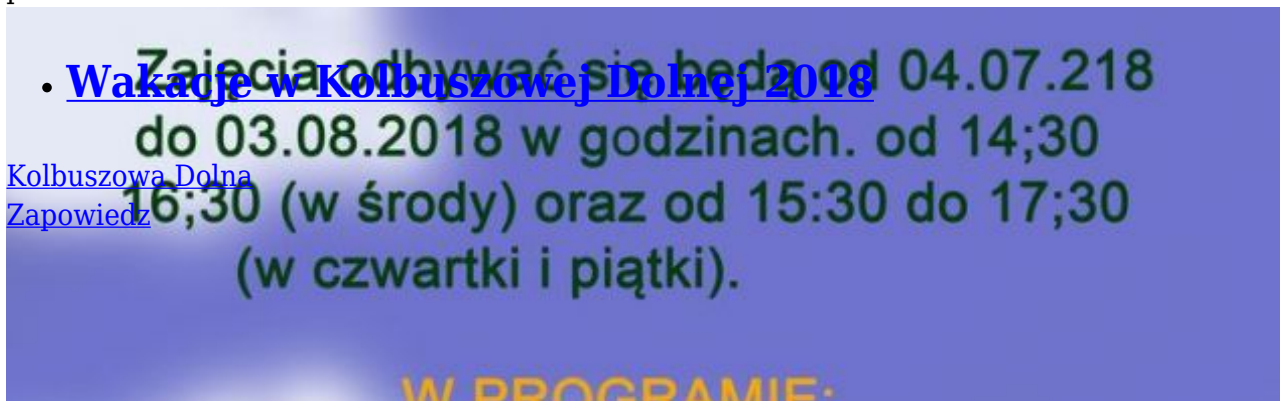 Zajęcia odbywać się będą od 04.07.218
Wakacje w Kolbuszowej Dolnej 2018
do 03.08.2018 w godzinach. od 14;30
Kolbuszowa Dolna
16;30 (w środy) oraz od 15:30 do 17;30
Zapowiedz
(w czwartki i piątki).
W PROGRAMIE: